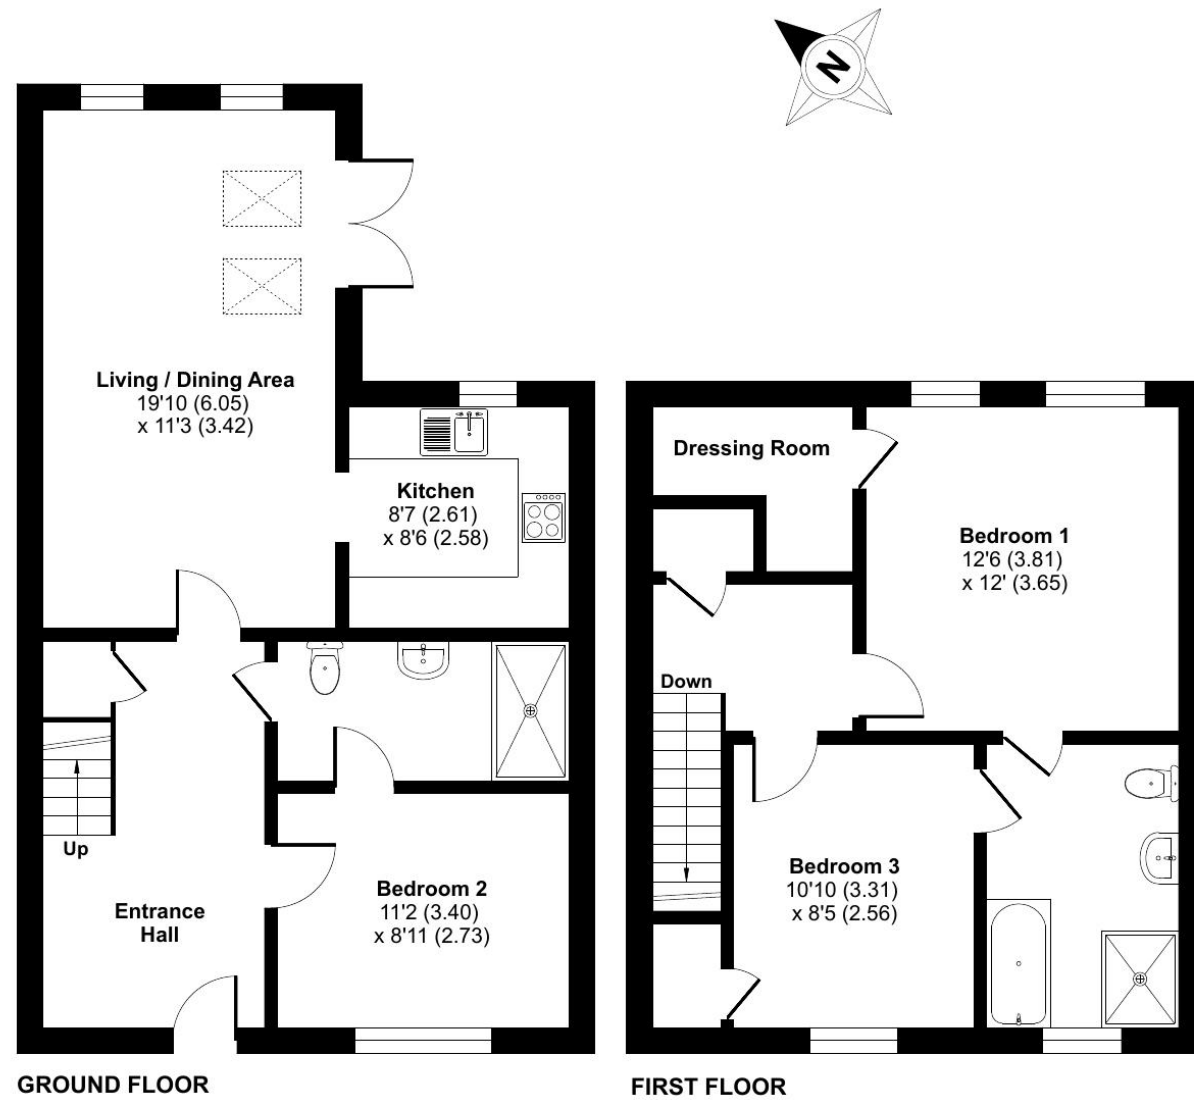 N
Living / Dining Area
19'10 (6.05)
x 11'3 (3.42)
Kitchen
8'7 (2.61)
x 8'6 (2.58)
Up
Entrance
Hall
Bedroom 2
11'2 (3.40)
x 8'11 (2.73)
GROUND FLOOR
Dressing Room
Bedroom 1
12'6 (3.81)
x 12' (3.65)
Down
Bedroom 3
10'10 (3.31)
x 8'5 (2.56)
FIRST FLOOR